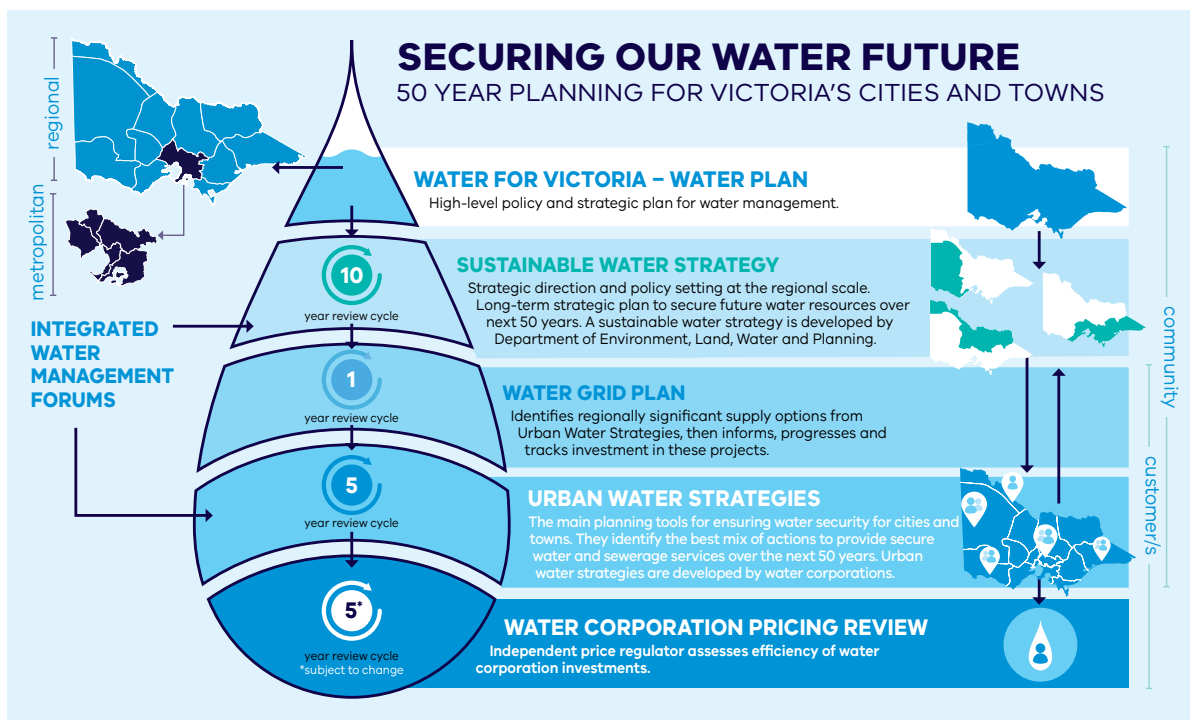 SECURING OUR WATER FUTURE
50 YEAR PLANNING FOR VICTORIA'S CITIES AND TOWNS
regional
metropolitan
WATER FOR VICTORIA – WATER PLAN
High-level policy and strategic plan for water management.
10
year review cycle
SUSTAINABLE WATER STRATEGY
Strategic direction and policy setting at the regional scale.
Long-term strategic plan to secure future water resources over
next 50 years. A sustainable water strategy is developed by
Department of Environment, Land, Water and Planning.
INTEGRATED
WATER
MANAGEMENT
FORUMS
1
year review cycle
WATER GRID PLAN
Identifies regionally significant supply options from
Urban Water Strategies, then informs, progresses and
tracks investment in these projects.
5
year review cycle
URBAN WATER STRATEGIES
The main planning tools for ensuring water security for cities and
towns. They identify the best mix of actions to provide secure
water and sewerage services over the next 50 years. Urban
water strategies are developed by water corporations.
5*
year review cycle
*subject to change
WATER CORPORATION PRICING REVIEW
Independent price regulator assesses efficiency of water
corporation investments.
community
customer/s